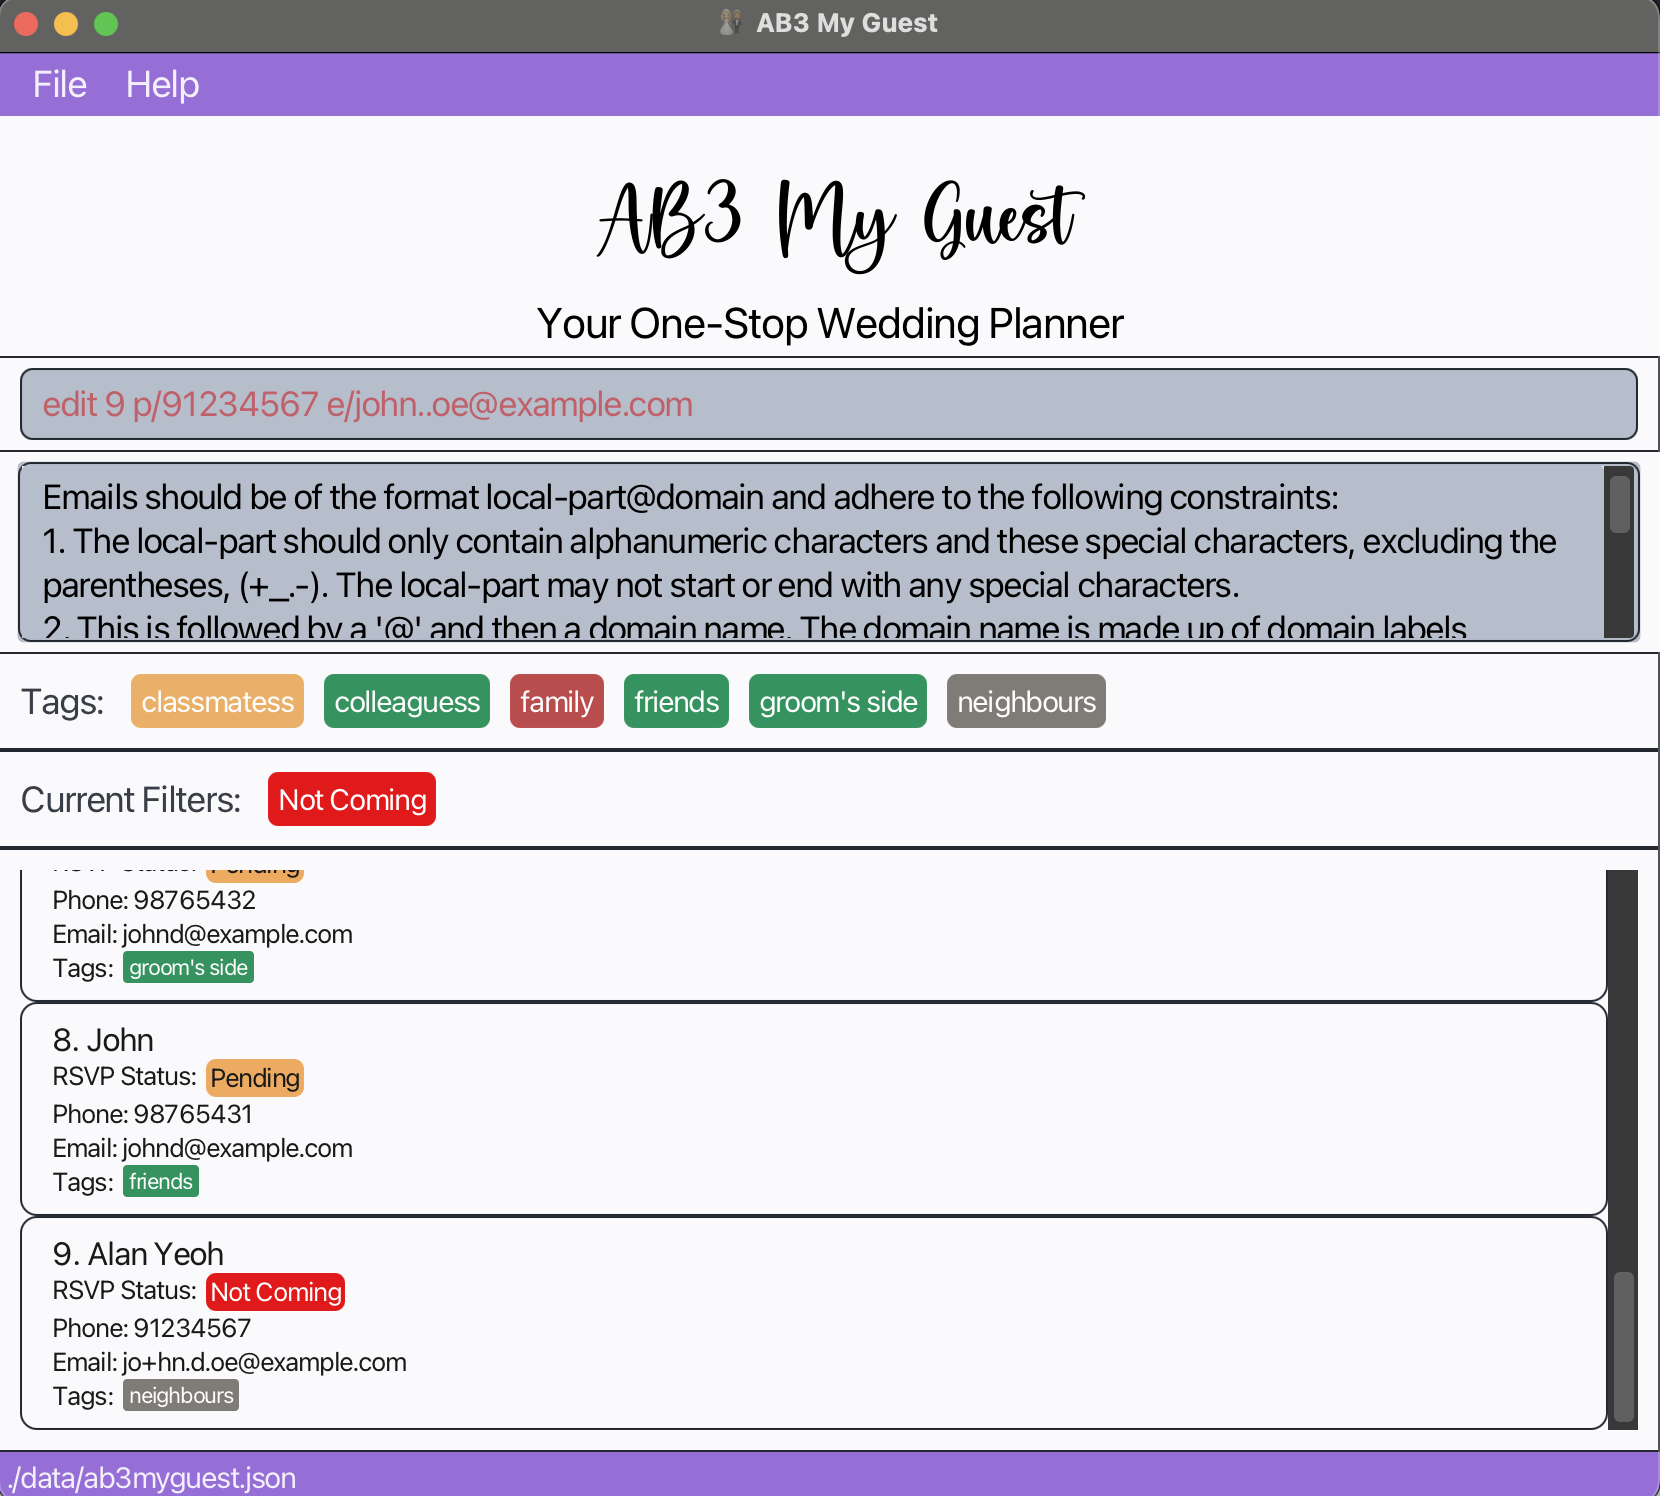 AB3 My Guest
File Help
AB3 My Guest
Your One-Stop Wedding Planner
edit 9 p/91234567 e/john..oe@example.com
Emails should be of the format local-part@domain and adhere to the following constraints:
1. The local-part should only contain alphanumeric characters and these special characters, excluding the
parentheses, (+_.-). The local-part may not start or end with any special characters.
2. This is followed by a '@' and then a domain name. The domain name is made up of domain labels
Tags: classmatess colleaguess family friends groom's side neighbours
Current Filters: Not Coming
RSVP Status: Pending
Phone: 98765432
Email: johnd@example.com
Tags: groom's side
8. John
RSVP Status: Pending
Phone: 98765431
Email: johnd@example.com
Tags: friends
9. Alan Yeoh
RSVP Status: Not Coming
Phone: 91234567
Email: jo+hn.d.oe@example.com
Tags: neighbours
./data/ab3myguest.json